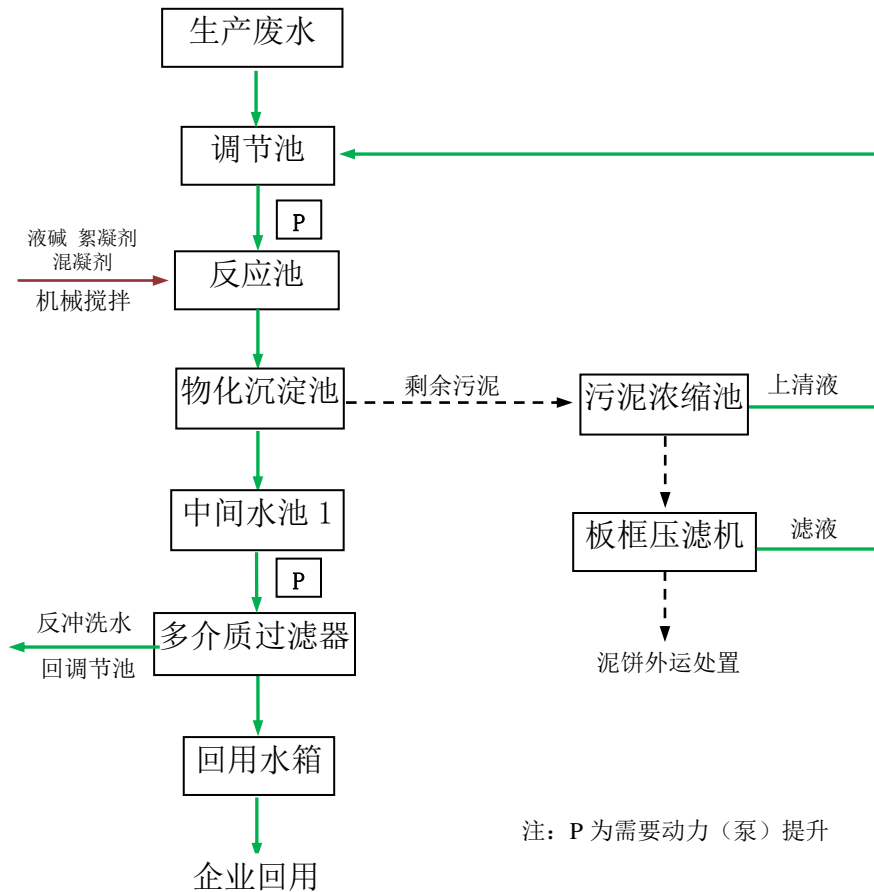 生产废水
调节池
P
液碱 絮凝剂
混凝剂
机械搅拌
反应池
物化沉淀池
剩余污泥
污泥浓缩池
上清液
中间水池 1
板框压滤机
滤液
P
反冲洗水
回调节池
多介质过滤器
泥饼外运处置
回用水箱
注：P 为需要动力（泵）提升
企业回用